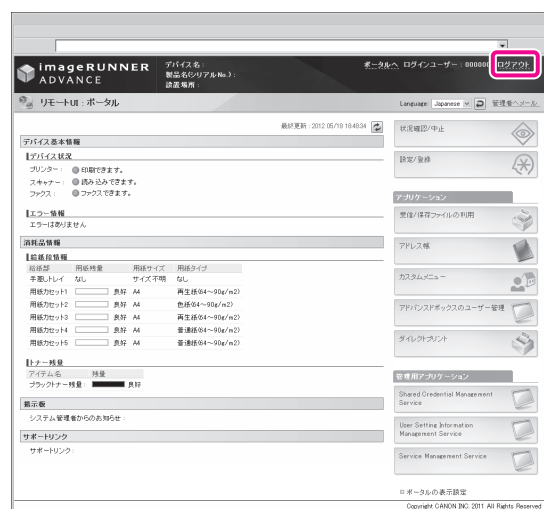 imageRUNNER
ADVANCE
デバイス名 :
製品名(シリアルNo.) :
設置場所 :
ポータルへ ログインユーザー : 000000 ログアウト
リモートUI : ポータル
Language: Japanese 管理者へメール
最終更新 : 2012 05/18 18:48:34
デバイス基本情報
デバイス状況
プリンター : 印刷できます。
スキャナー : 読み込みできます。
ファクス : ファクスできます。
エラー情報
エラーはありません
消耗品情報
給紙段情報
給紙部 用紙残量 用紙サイズ 用紙タイプ
手差しトレイ なし サイズ不明 なし
用紙カセット1 良好 A4 再生紙(64～90g/m2)
用紙カセット2 良好 A4 色紙(64～90g/m2)
用紙カセット3 良好 A4 再生紙(64～90g/m2)
用紙カセット4 良好 A4 普通紙(64～90g/m2)
用紙カセット5 良好 A4 普通紙(64～90g/m2)
トナー残量
アイテム名 残量
ブラックトナー残量 : 良好
掲示板
システム管理者からのお知らせ :
サポートリンク
サポートリンク :
状況確認/中止
設定/登録
アプリケーション
受信/保存ファイルの利用
アドレス帳
カスタムメニュー
アドバンスドボックスのユーザー管理
ダイレクトプリント
管理用アプリケーション
Shared Credential Management
Service
User Setting Information
Management Service
Service Management Service
ポータルの表示設定
Copyright CANON INC. 2011 All Rights Reserved